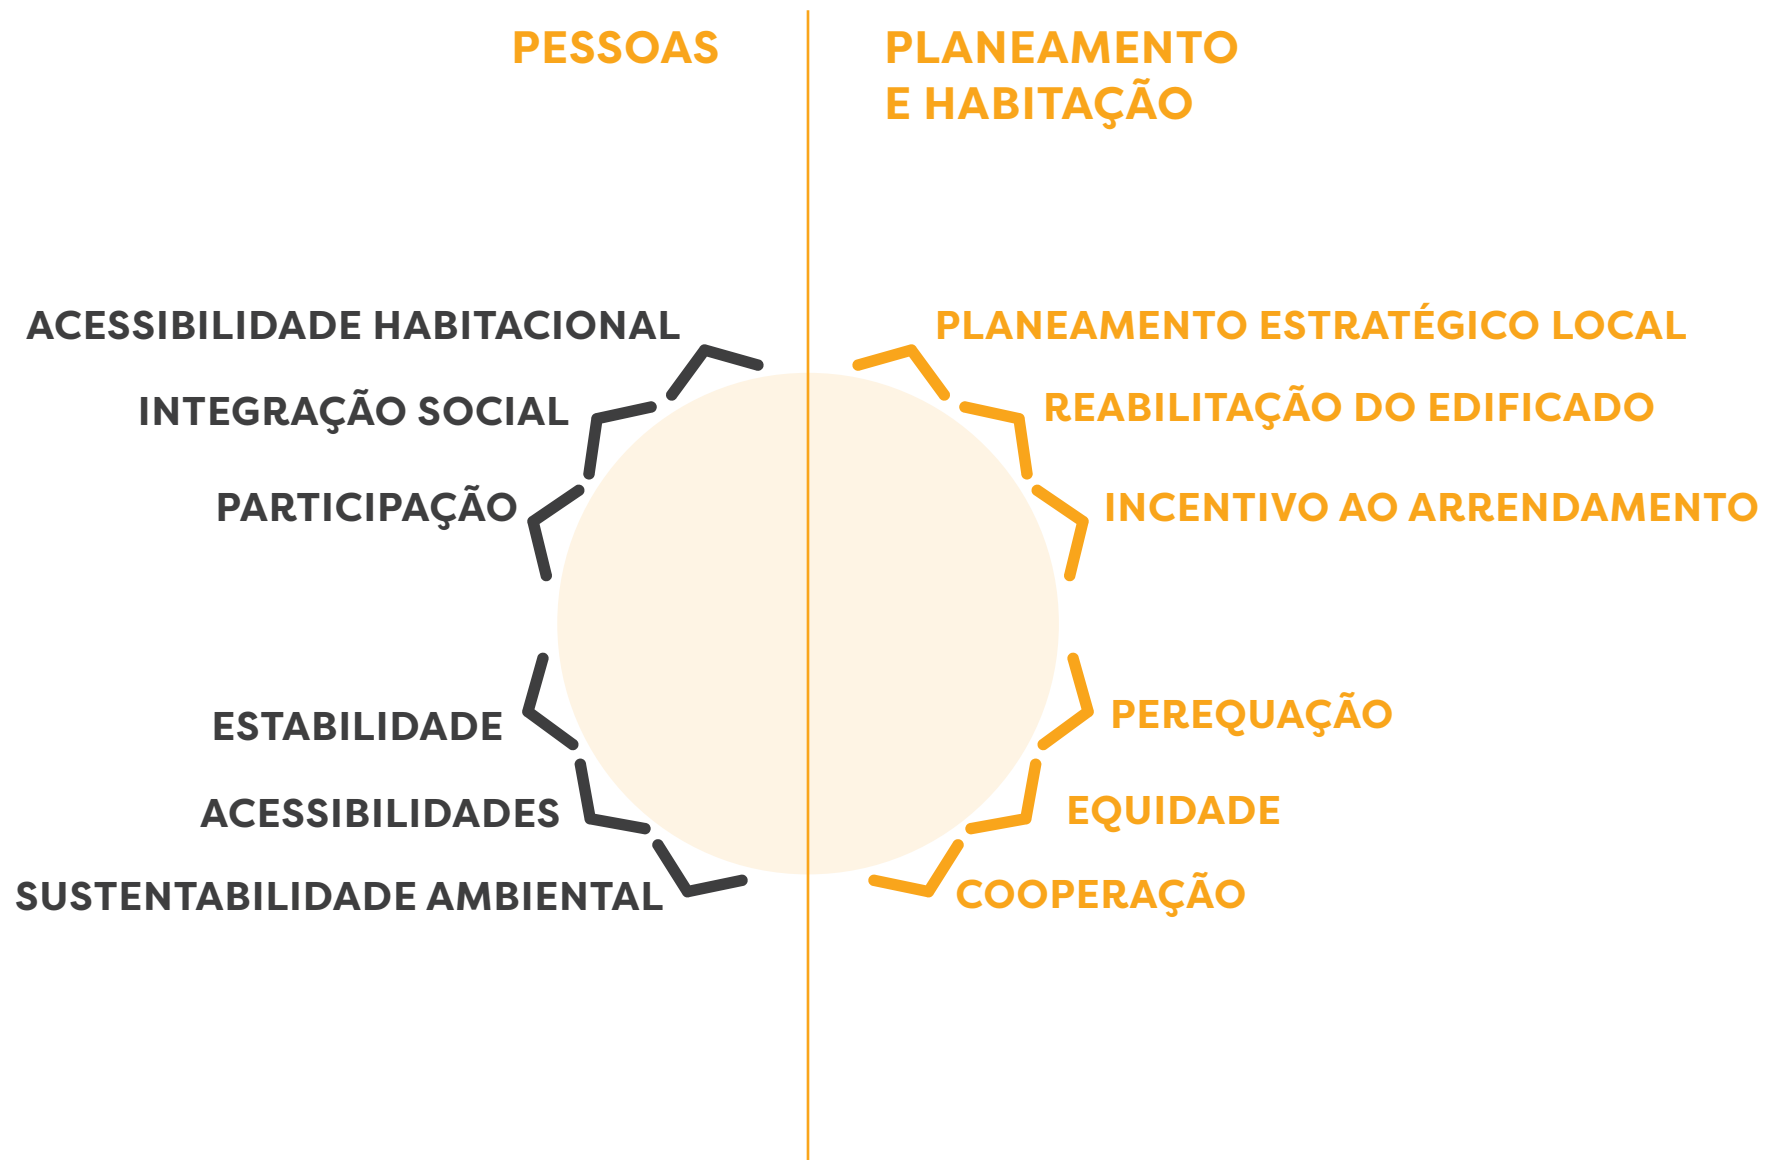 PESSOAS
PLANEAMENTO
E HABITAÇÃO
ACESSIBILIDADE HABITACIONAL
INTEGRAÇÃO SOCIAL
PARTICIPAÇÃO
ESTABILIDADE
ACESSIBILIDADES
SUSTENTABILIDADE AMBIENTAL
PLANEAMENTO ESTRATÉGICO LOCAL
REABILITAÇÃO DO EDIFICADO
INCENTIVO AO ARRENDAMENTO
PEREQUAÇÃO
EQUIDADE
COOPERAÇÃO